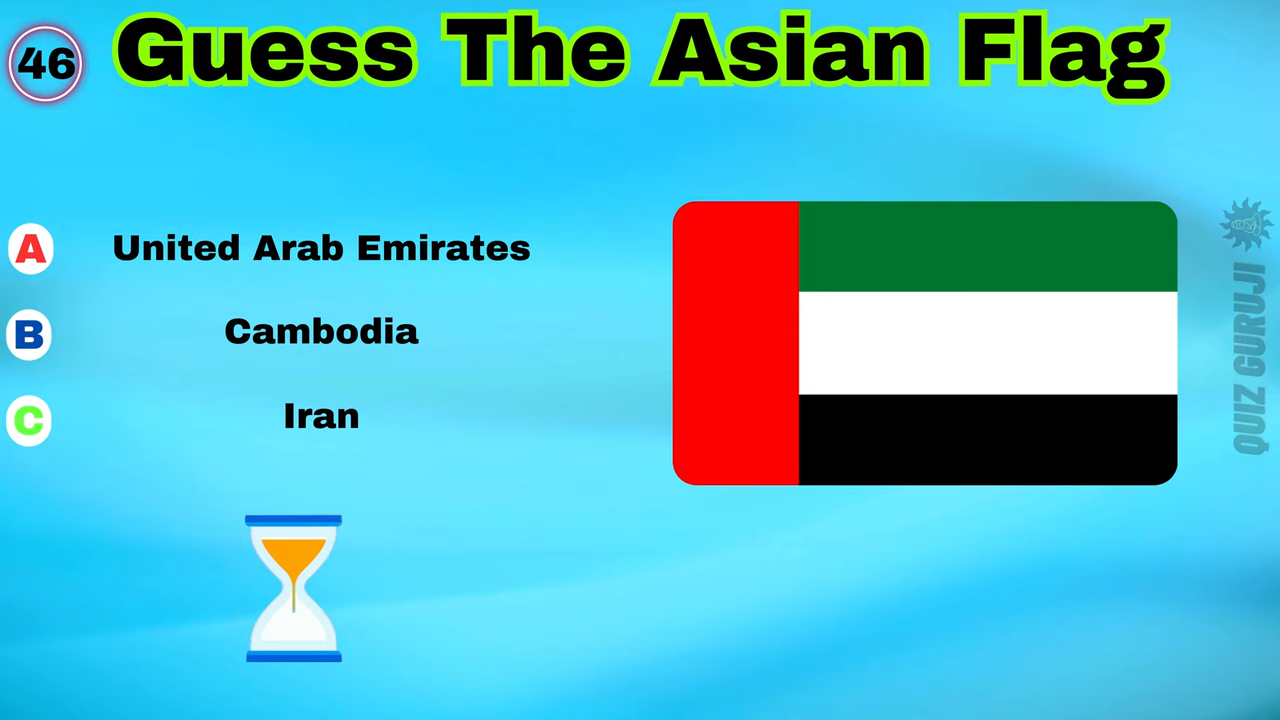 46
Guess The Asian Flag
A United Arab Emirates
B Cambodia
C Iran
QUIZ GURUJI